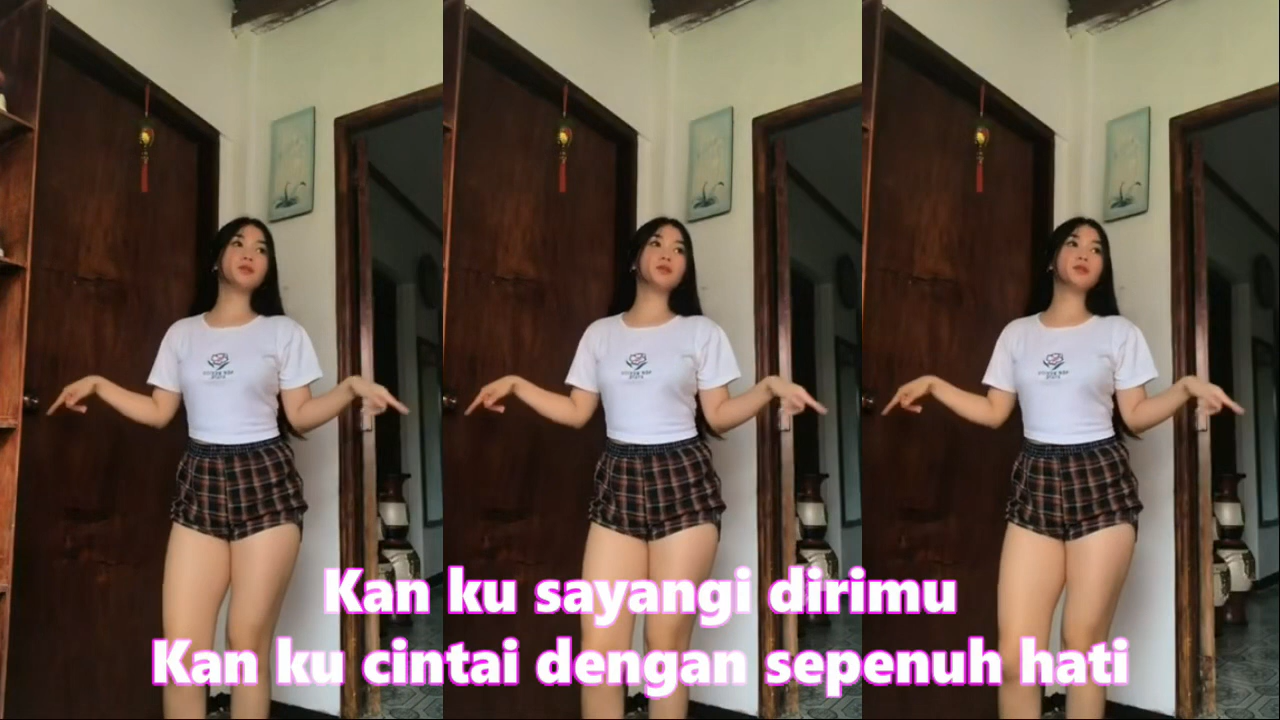 Kan ku sayangi dirimu
Kan ku cintai dengan sepenuh hati